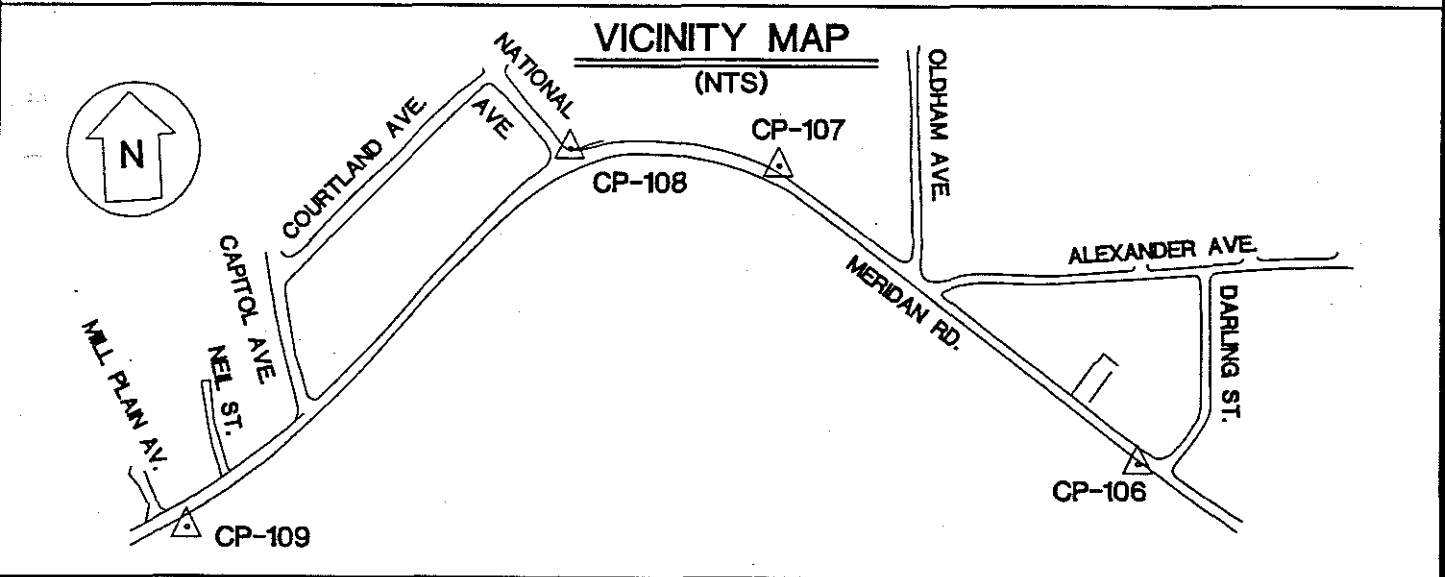 VICINITY MAP
(NTS)
N
NATIONAL
AVE
COURTLAND AVE.
CP-108
CP-107
OLDHAM AVE.
CAPITOL AVE.
ALEXANDER AVE.
MERIDAN RD.
DARLING ST.
MILL PLAIN AV.
NEIL ST.
CP-106
CP-109